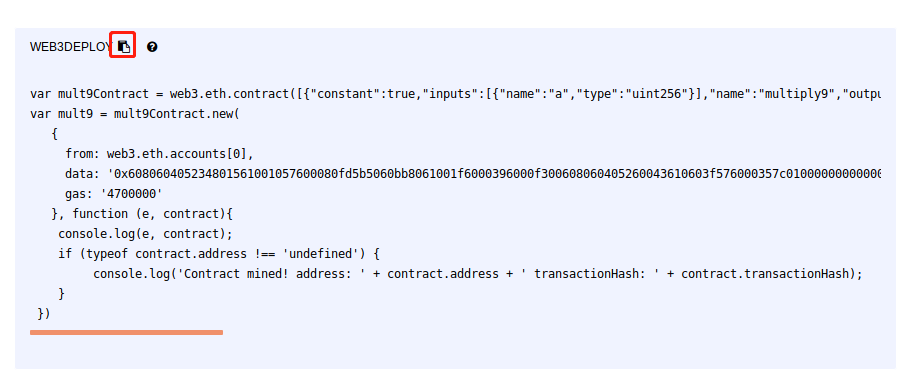 WEB3DEPLOY
var mult9Contract = web3.eth.contract([{"constant":true,"inputs":[{"name":"a","type":"uint256"}],"name":"multiply9","outpu
var mult9 = mult9Contract.new(
   {
     from: web3.eth.accounts[0],
     data: '0x608060405234801561001057600080fd5b5060bb8061001f6000396000f300608060405260043610603f576000357c0100000000000000
     gas: '4700000'
   }, function (e, contract){
    console.log(e, contract);
    if (typeof contract.address !== 'undefined') {
         console.log('Contract mined! address: ' + contract.address + ' transactionHash: ' + contract.transactionHash);
    }
 })